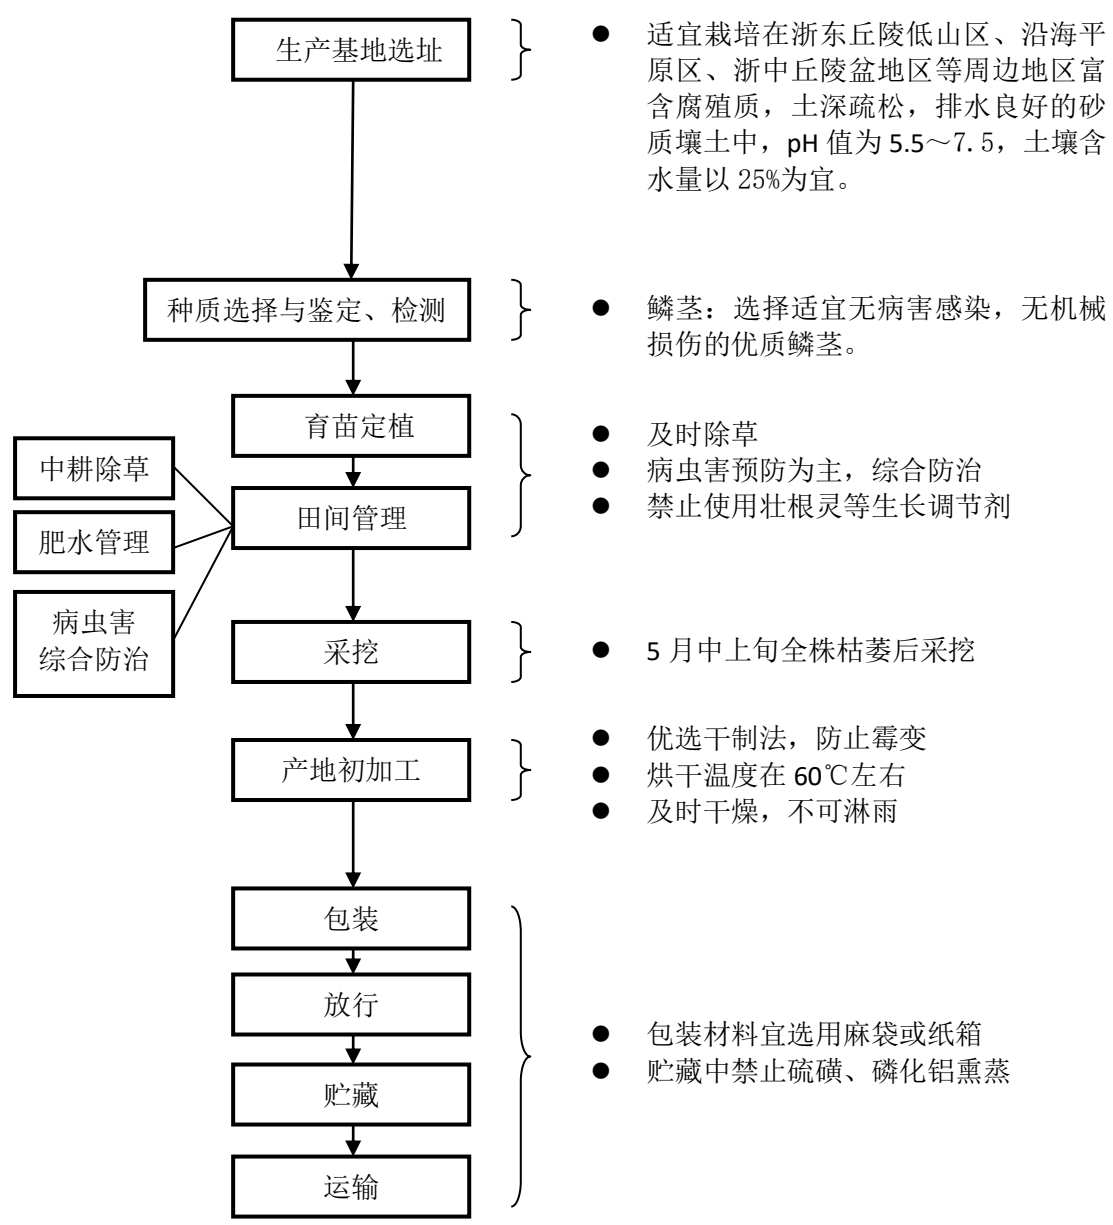 生产基地选址
● 适宜栽培在浙东丘陵低山区、沿海平
原区、浙中丘陵盆地区等周边地区富
含腐殖质，土深疏松，排水良好的砂
质壤土中，pH 值为 5.5～7.5，土壤含
水量以 25%为宜。
种质选择与鉴定、检测
● 鳞茎：选择适宜无病害感染，无机械
损伤的优质鳞茎。
育苗定植
中耕除草
田间管理
肥水管理
病虫害
综合防治
● 及时除草
● 病虫害预防为主，综合防治
● 禁止使用壮根灵等生长调节剂
采挖
● 5 月中上旬全株枯萎后采挖
产地初加工
● 优选干制法，防止霉变
● 烘干温度在 60℃左右
● 及时干燥，不可淋雨
包装
放行
贮藏
运输
● 包装材料宜选用麻袋或纸箱
● 贮藏中禁止硫磺、磷化铝熏蒸